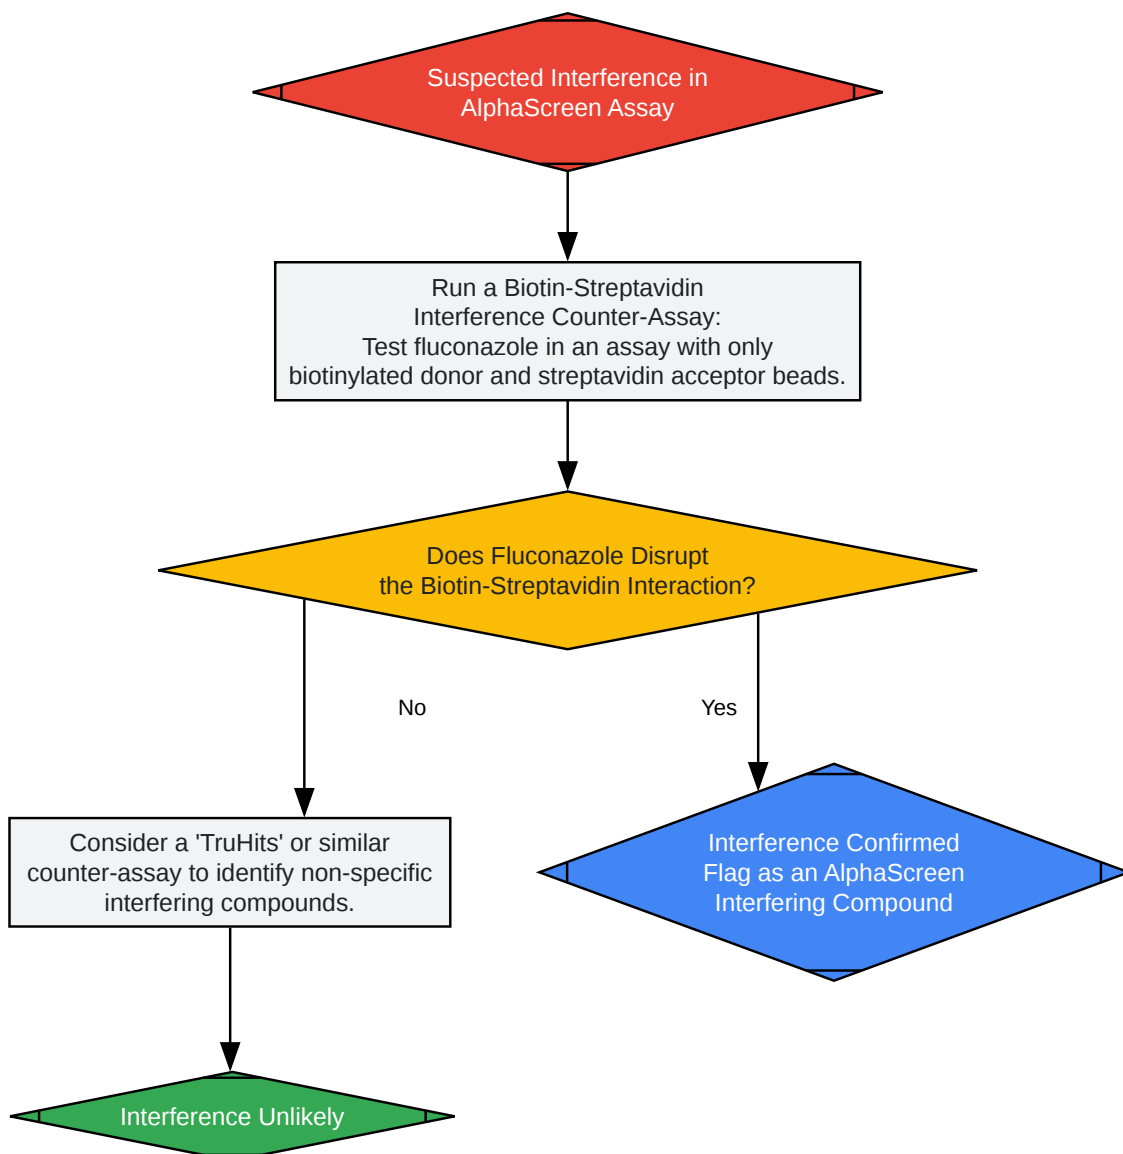 Suspected Interference in
AlphaScreen Assay
Run a Biotin-Streptavidin
Interference Counter-Assay:
Test fluconazole in an assay with only
biotinylated donor and streptavidin acceptor beads.
Does Fluconazole Disrupt
the Biotin-Streptavidin Interaction?
No
Yes
Consider a 'TruHits' or similar
counter-assay to identify non-specific
interfering compounds.
Interference Confirmed
Flag as an AlphaScreen
Interfering Compound
Interference Unlikely